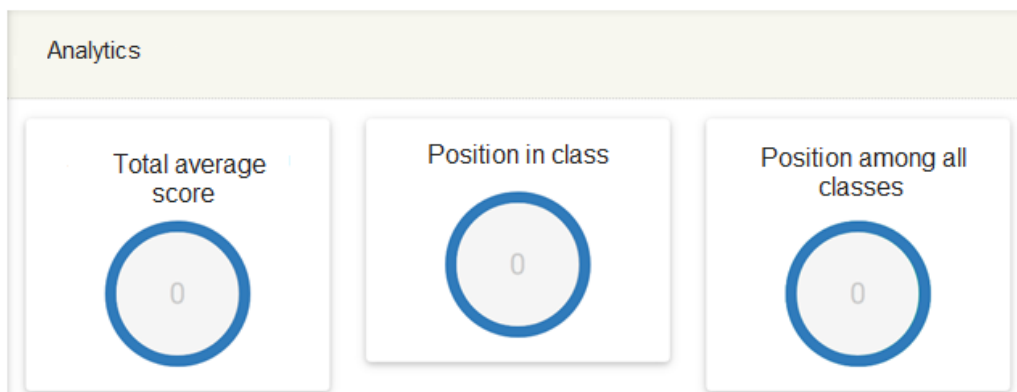 Analytics
Total average
score
0
Position in class
0
Position among all
classes
0